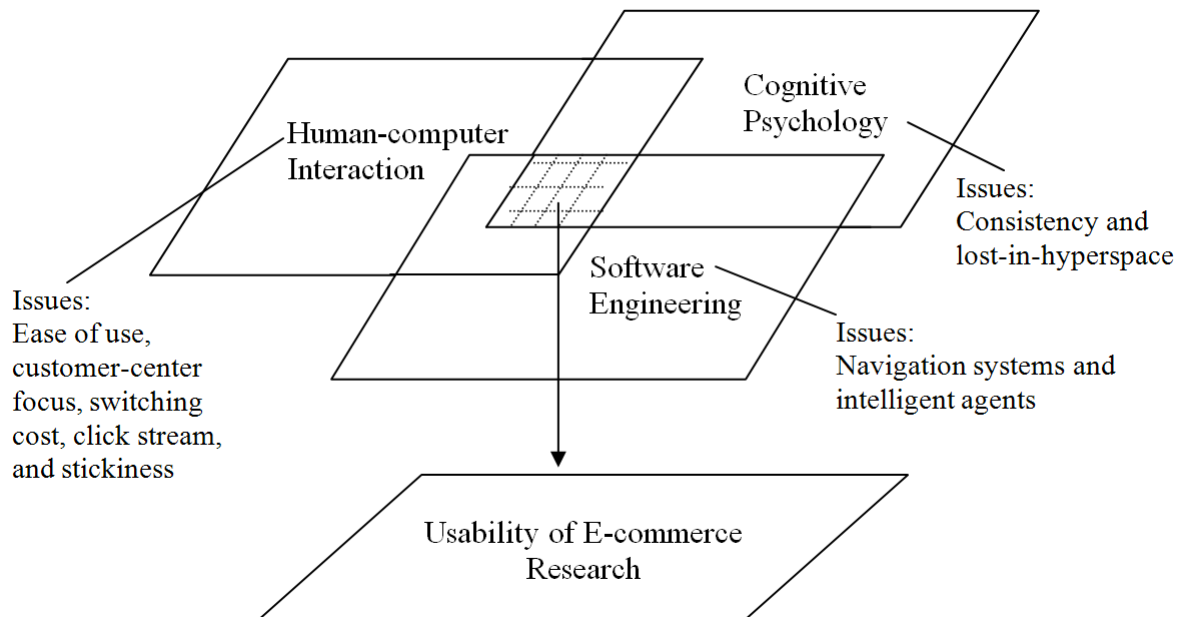 Cognitive
Psychology
Human-computer
Interaction
Issues:
Consistency and
lost-in-hyperspace
Software
Engineering
Issues:
Ease of use,
customer-center
focus, switching
cost, click stream,
and stickiness
Issues:
Navigation systems and
intelligent agents
Usability of E-commerce
Research